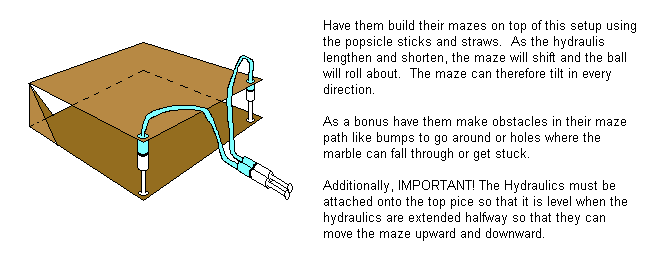 Have them build their mazes on top of this setup using
the popsicle sticks and straws.  As the hydraulis
lengthen and shorten, the maze will shift and the ball
will roll about.  The maze can therefore tilt in every
direction.
As a bonus have them make obstacles in their maze
path like bumps to go around or holes where the
marble can fall through or get stuck.
Additionally, IMPORTANT! The Hydraulics must be
attached onto the top pice so that it is level when the
hydraulics are extended halfway so that they can
move the maze upward and downward.